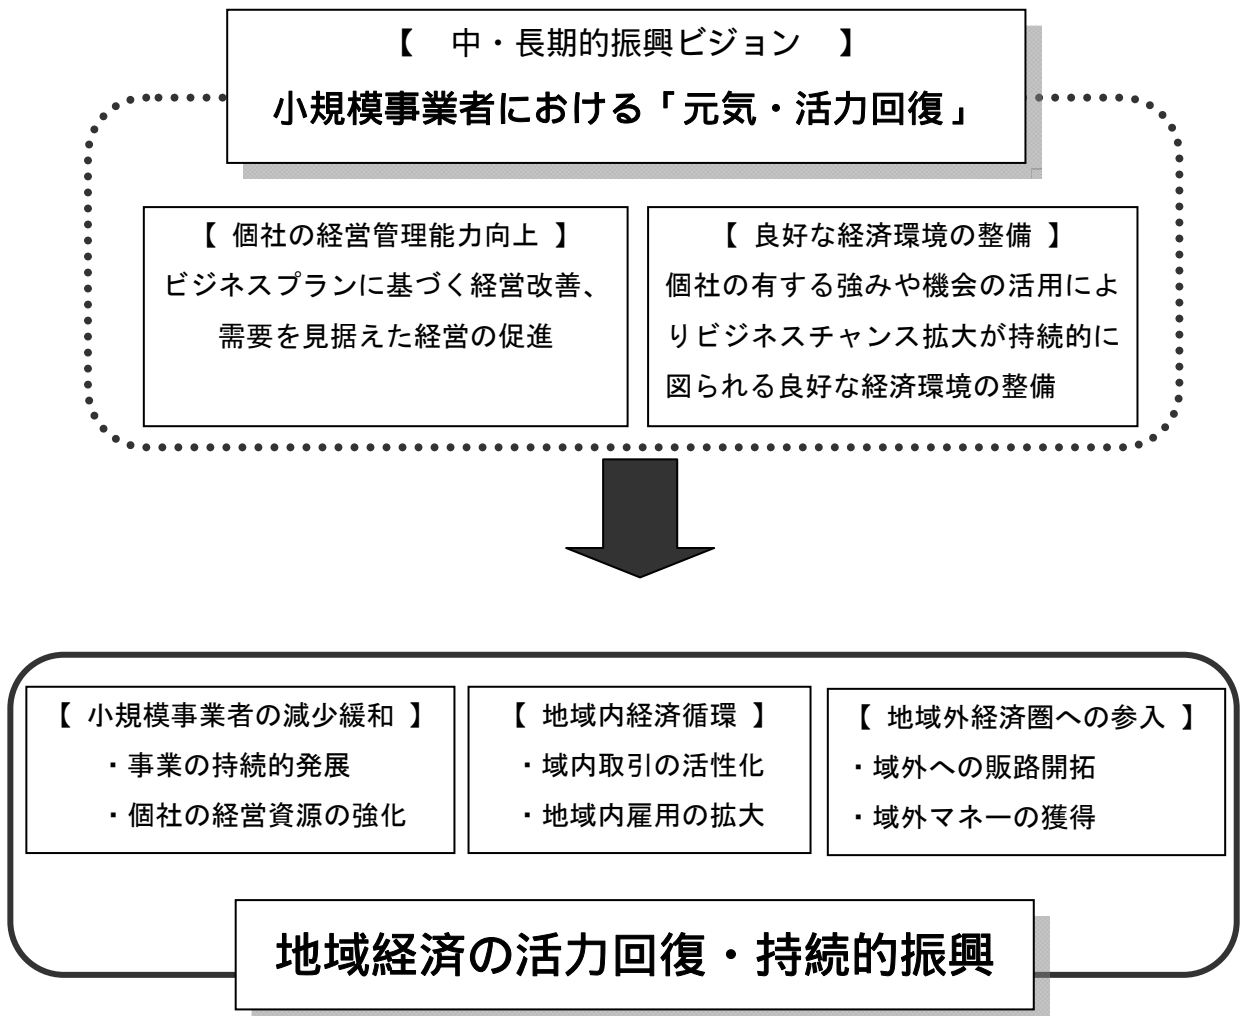 【　中・長期的振興ビジョン　】
小規模事業者における「元気・活力回復」
【 個社の経営管理能力向上 】
ビジネスプランに基づく経営改善、
需要を見据えた経営の促進
【 良好な経済環境の整備 】
個社の有する強みや機会の活用によ
りビジネスチャンス拡大が持続的に
図られる良好な経済環境の整備
【 小規模事業者の減少緩和 】
・事業の持続的発展
・個社の経営資源の強化
【 地域内経済循環 】
・域内取引の活性化
・地域内雇用の拡大
【 地域外経済圏への参入 】
・域外への販路開拓
・域外マネーの獲得
地域経済の活力回復・持続的振興